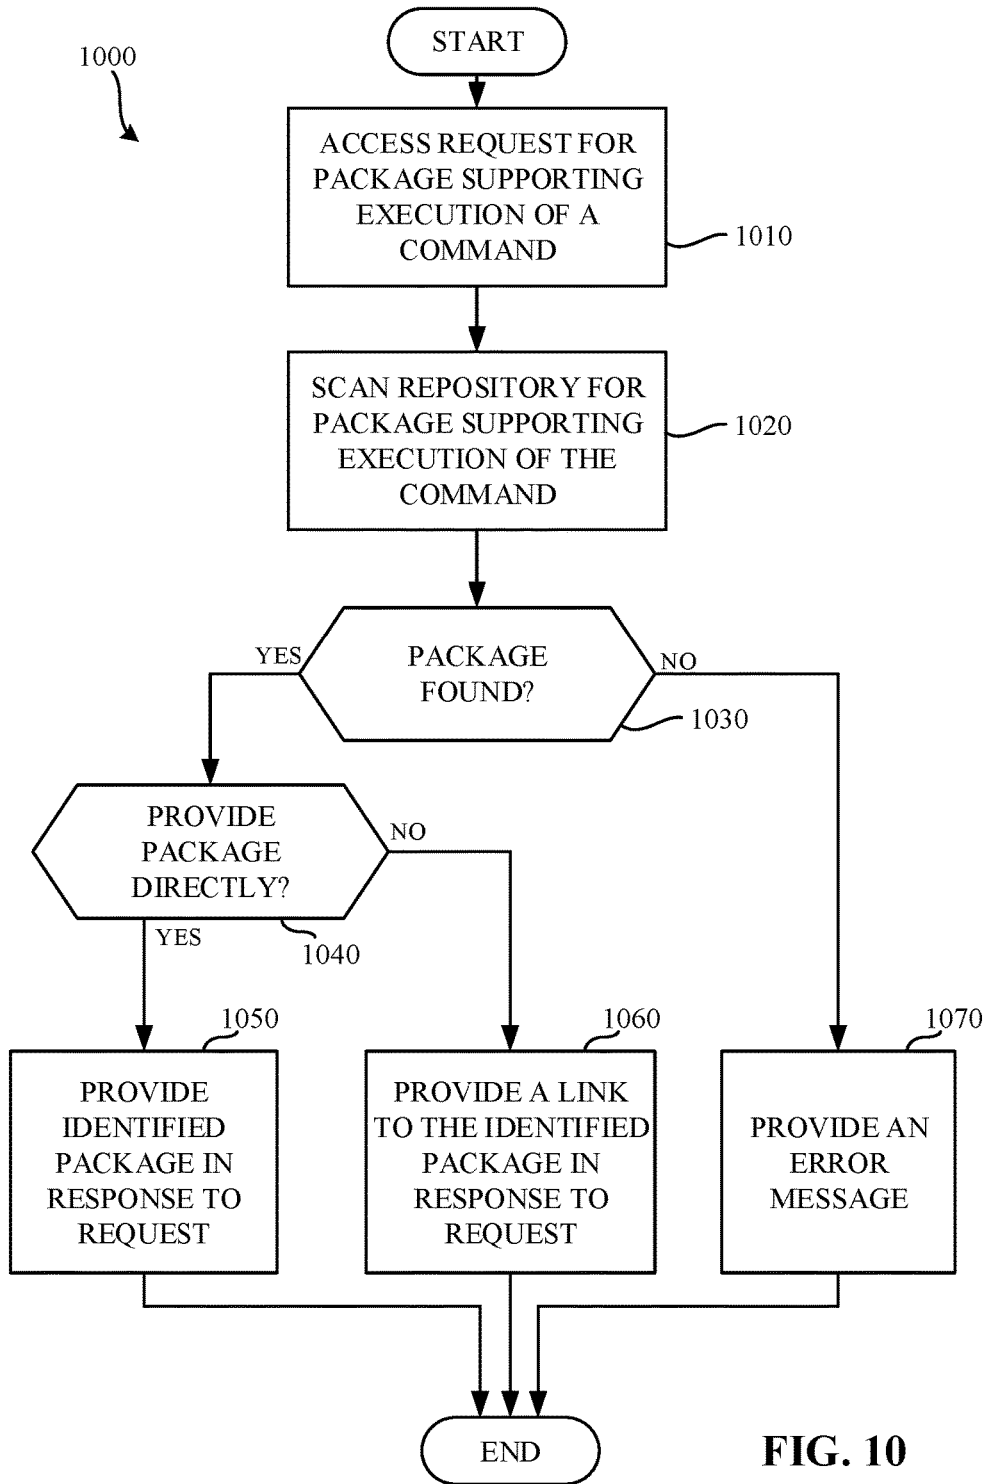 START
1000
ACCESS REQUEST FOR
PACKAGE SUPPORTING
EXECUTION OF A
COMMAND
1010
SCAN REPOSITORY FOR
PACKAGE SUPPORTING
EXECUTION OF THE
COMMAND
1020
YES
PACKAGE
FOUND?
NO
1030
PROVIDE
PACKAGE
DIRECTLY?
NO
YES
1040
1050
PROVIDE
IDENTIFIED
PACKAGE IN
RESPONSE TO
REQUEST
1060
PROVIDE A LINK
TO THE IDENTIFIED
PACKAGE IN
RESPONSE TO
REQUEST
1070
PROVIDE AN
ERROR
MESSAGE
END
FIG. 10